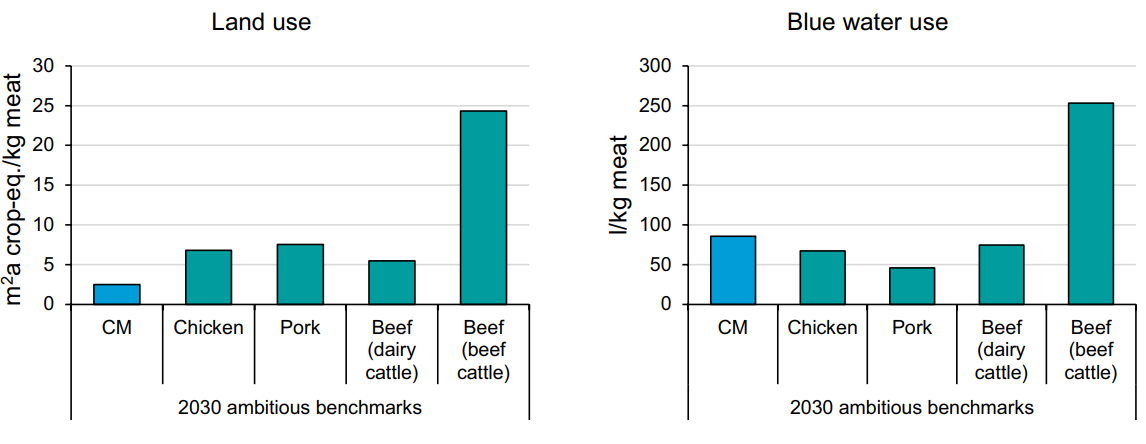 Land use
m²a crop-eq./kg meat
30
25
20
15
10
5
0
CM
Chicken
Pork
Beef
(dairy
cattle)
Beef
(beef
cattle)
2030 ambitious benchmarks
Blue water use
l/kg meat
300
250
200
150
100
50
0
CM
Chicken
Pork
Beef
(dairy
cattle)
Beef
(beef
cattle)
2030 ambitious benchmarks